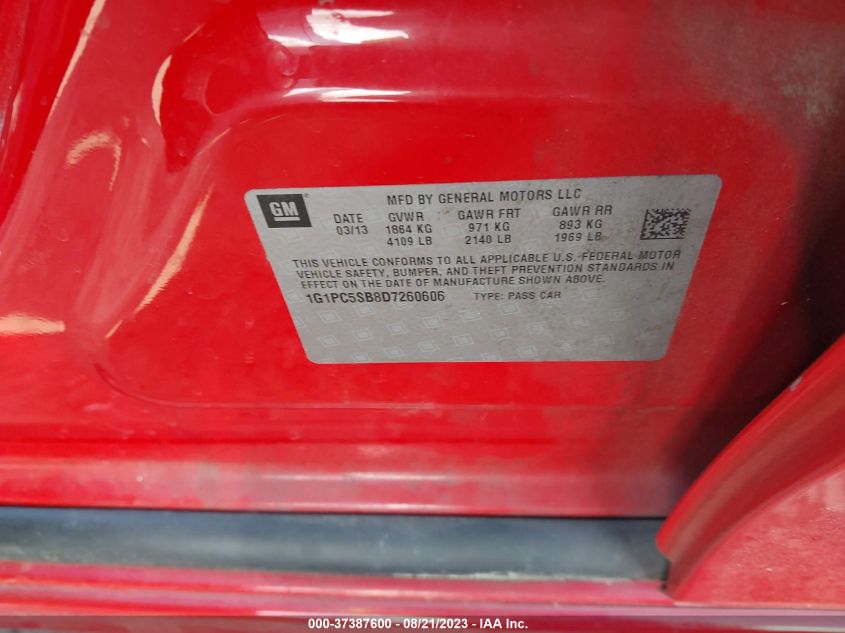 GM
MFD BY GENERAL MOTORS LLC
DATE GVWR GAWR FRT GAWR RR
03/13 1864 KG 971 KG 893 KG
4109 LB 2140 LB 1969 LB
THIS VEHICLE CONFORMS TO ALL APPLICABLE U.S. FEDERAL MOTOR
VEHICLE SAFETY, BUMPER, AND THEFT PREVENTION STANDARDS IN
EFFECT ON THE DATE OF MANUFACTURE SHOWN ABOVE.
1G1PC5SB8D7260606 TYPE: PASS CAR
000-37387600 - 08/21/2023 - IAA Inc.